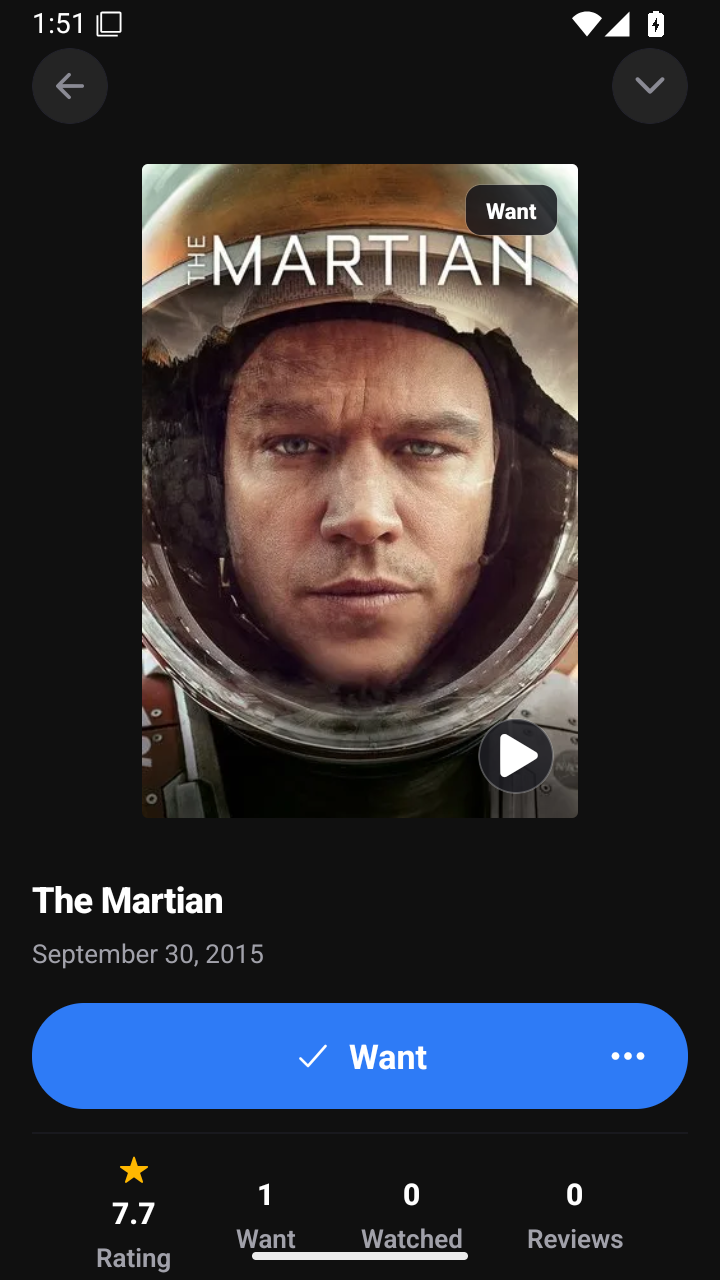 1:51
Want
THE MARTIAN
The Martian
September 30, 2015
Want
7.7
Rating
1
Want
0
Watched
0
Reviews